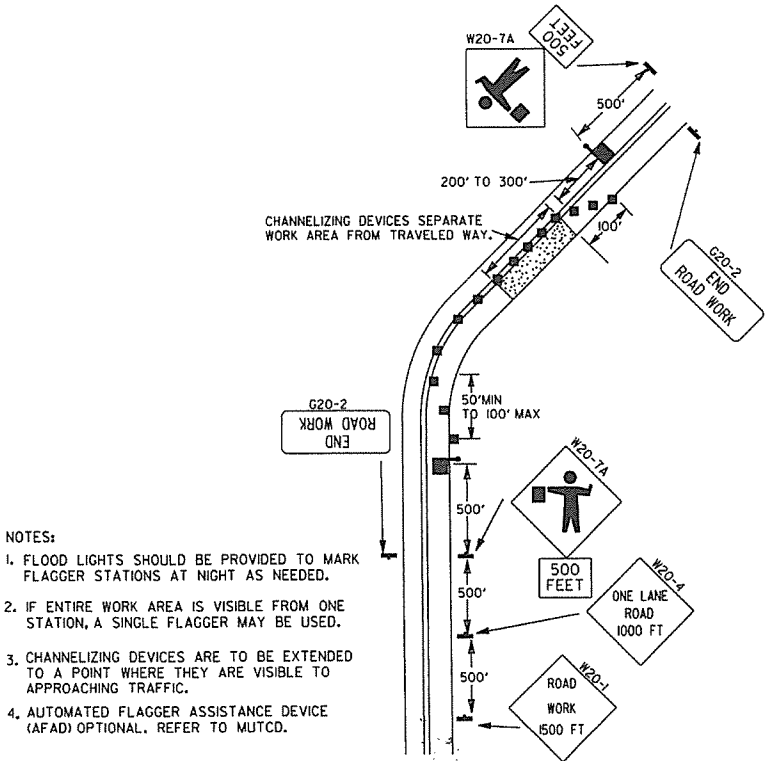 W20-7A
500
FEET
500'
200' TO 300'
CHANNELIZING DEVICES SEPARATE
WORK AREA FROM TRAVELED WAY.
100'
G20-2
END
ROAD WORK
G20-2
END
ROAD WORK
50'MIN
TO 100' MAX
W20-7A
500'
500
FEET
500'
W20-4
ONE LANE
ROAD
1000 FT
500'
W20-1
ROAD
WORK
1500 FT
NOTES:
1. FLOOD LIGHTS SHOULD BE PROVIDED TO MARK
FLAGGER STATIONS AT NIGHT AS NEEDED.
2. IF ENTIRE WORK AREA IS VISIBLE FROM ONE
STATION, A SINGLE FLAGGER MAY BE USED.
3. CHANNELIZING DEVICES ARE TO BE EXTENDED
TO A POINT WHERE THEY ARE VISIBLE TO
APPROACHING TRAFFIC.
4. AUTOMATED FLAGGER ASSISTANCE DEVICE
(AFAD) OPTIONAL. REFER TO MUTCD.